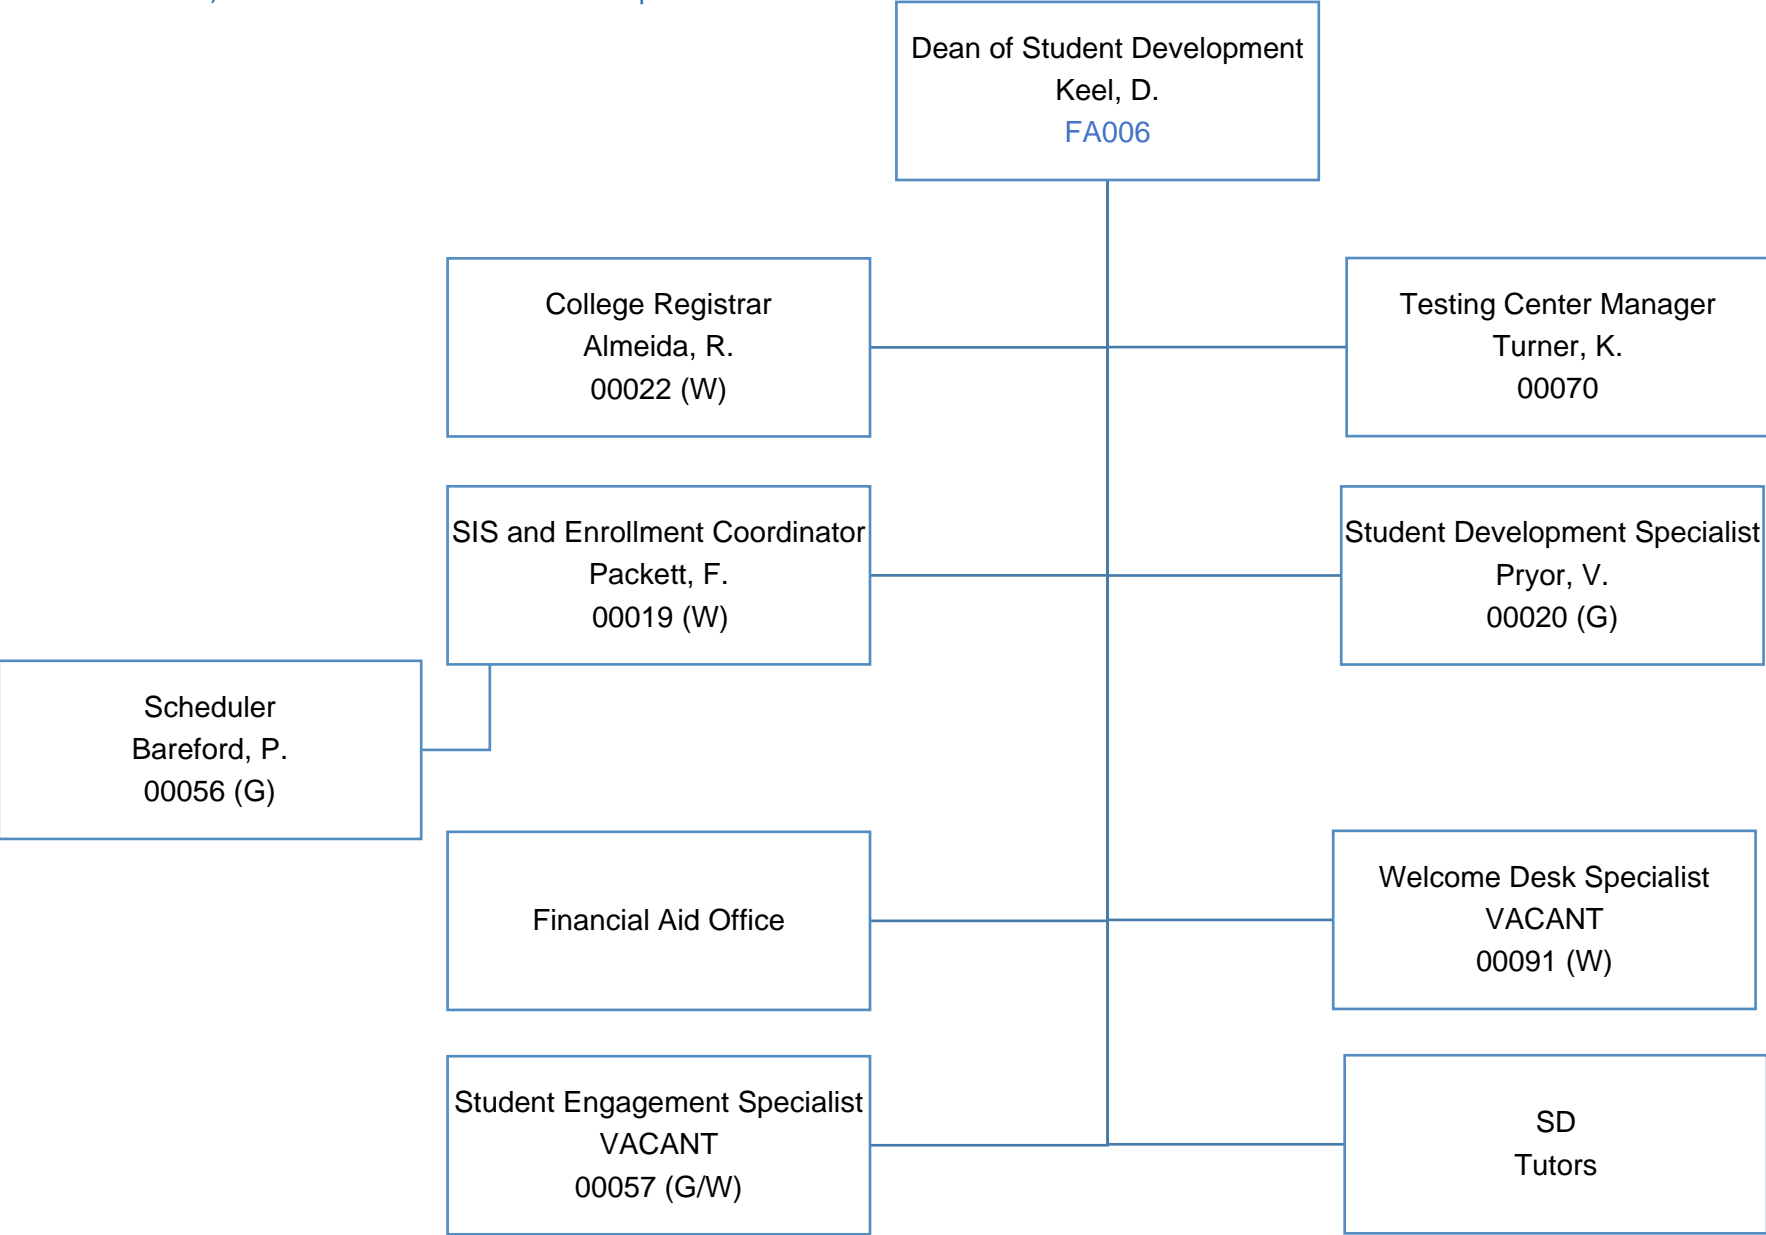 Dean of Student Development
Keel, D.
FA006
College Registrar
Almeida, R.
00022 (W)
Testing Center Manager
Turner, K.
00070
SIS and Enrollment Coordinator
Packett, F.
00019 (W)
Student Development Specialist
Pryor, V.
00020 (G)
Scheduler
Bareford, P.
00056 (G)
Financial Aid Office
Welcome Desk Specialist
VACANT
00091 (W)
Student Engagement Specialist
VACANT
00057 (G/W)
SD
Tutors